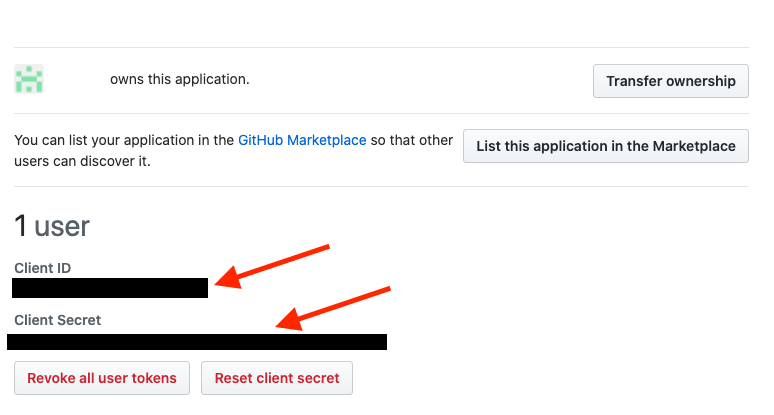 owns this application.
Transfer ownership
You can list your application in the GitHub Marketplace so that other
users can discover it.
List this application in the Marketplace
1 user
Client ID
Client Secret
Revoke all user tokens
Reset client secret